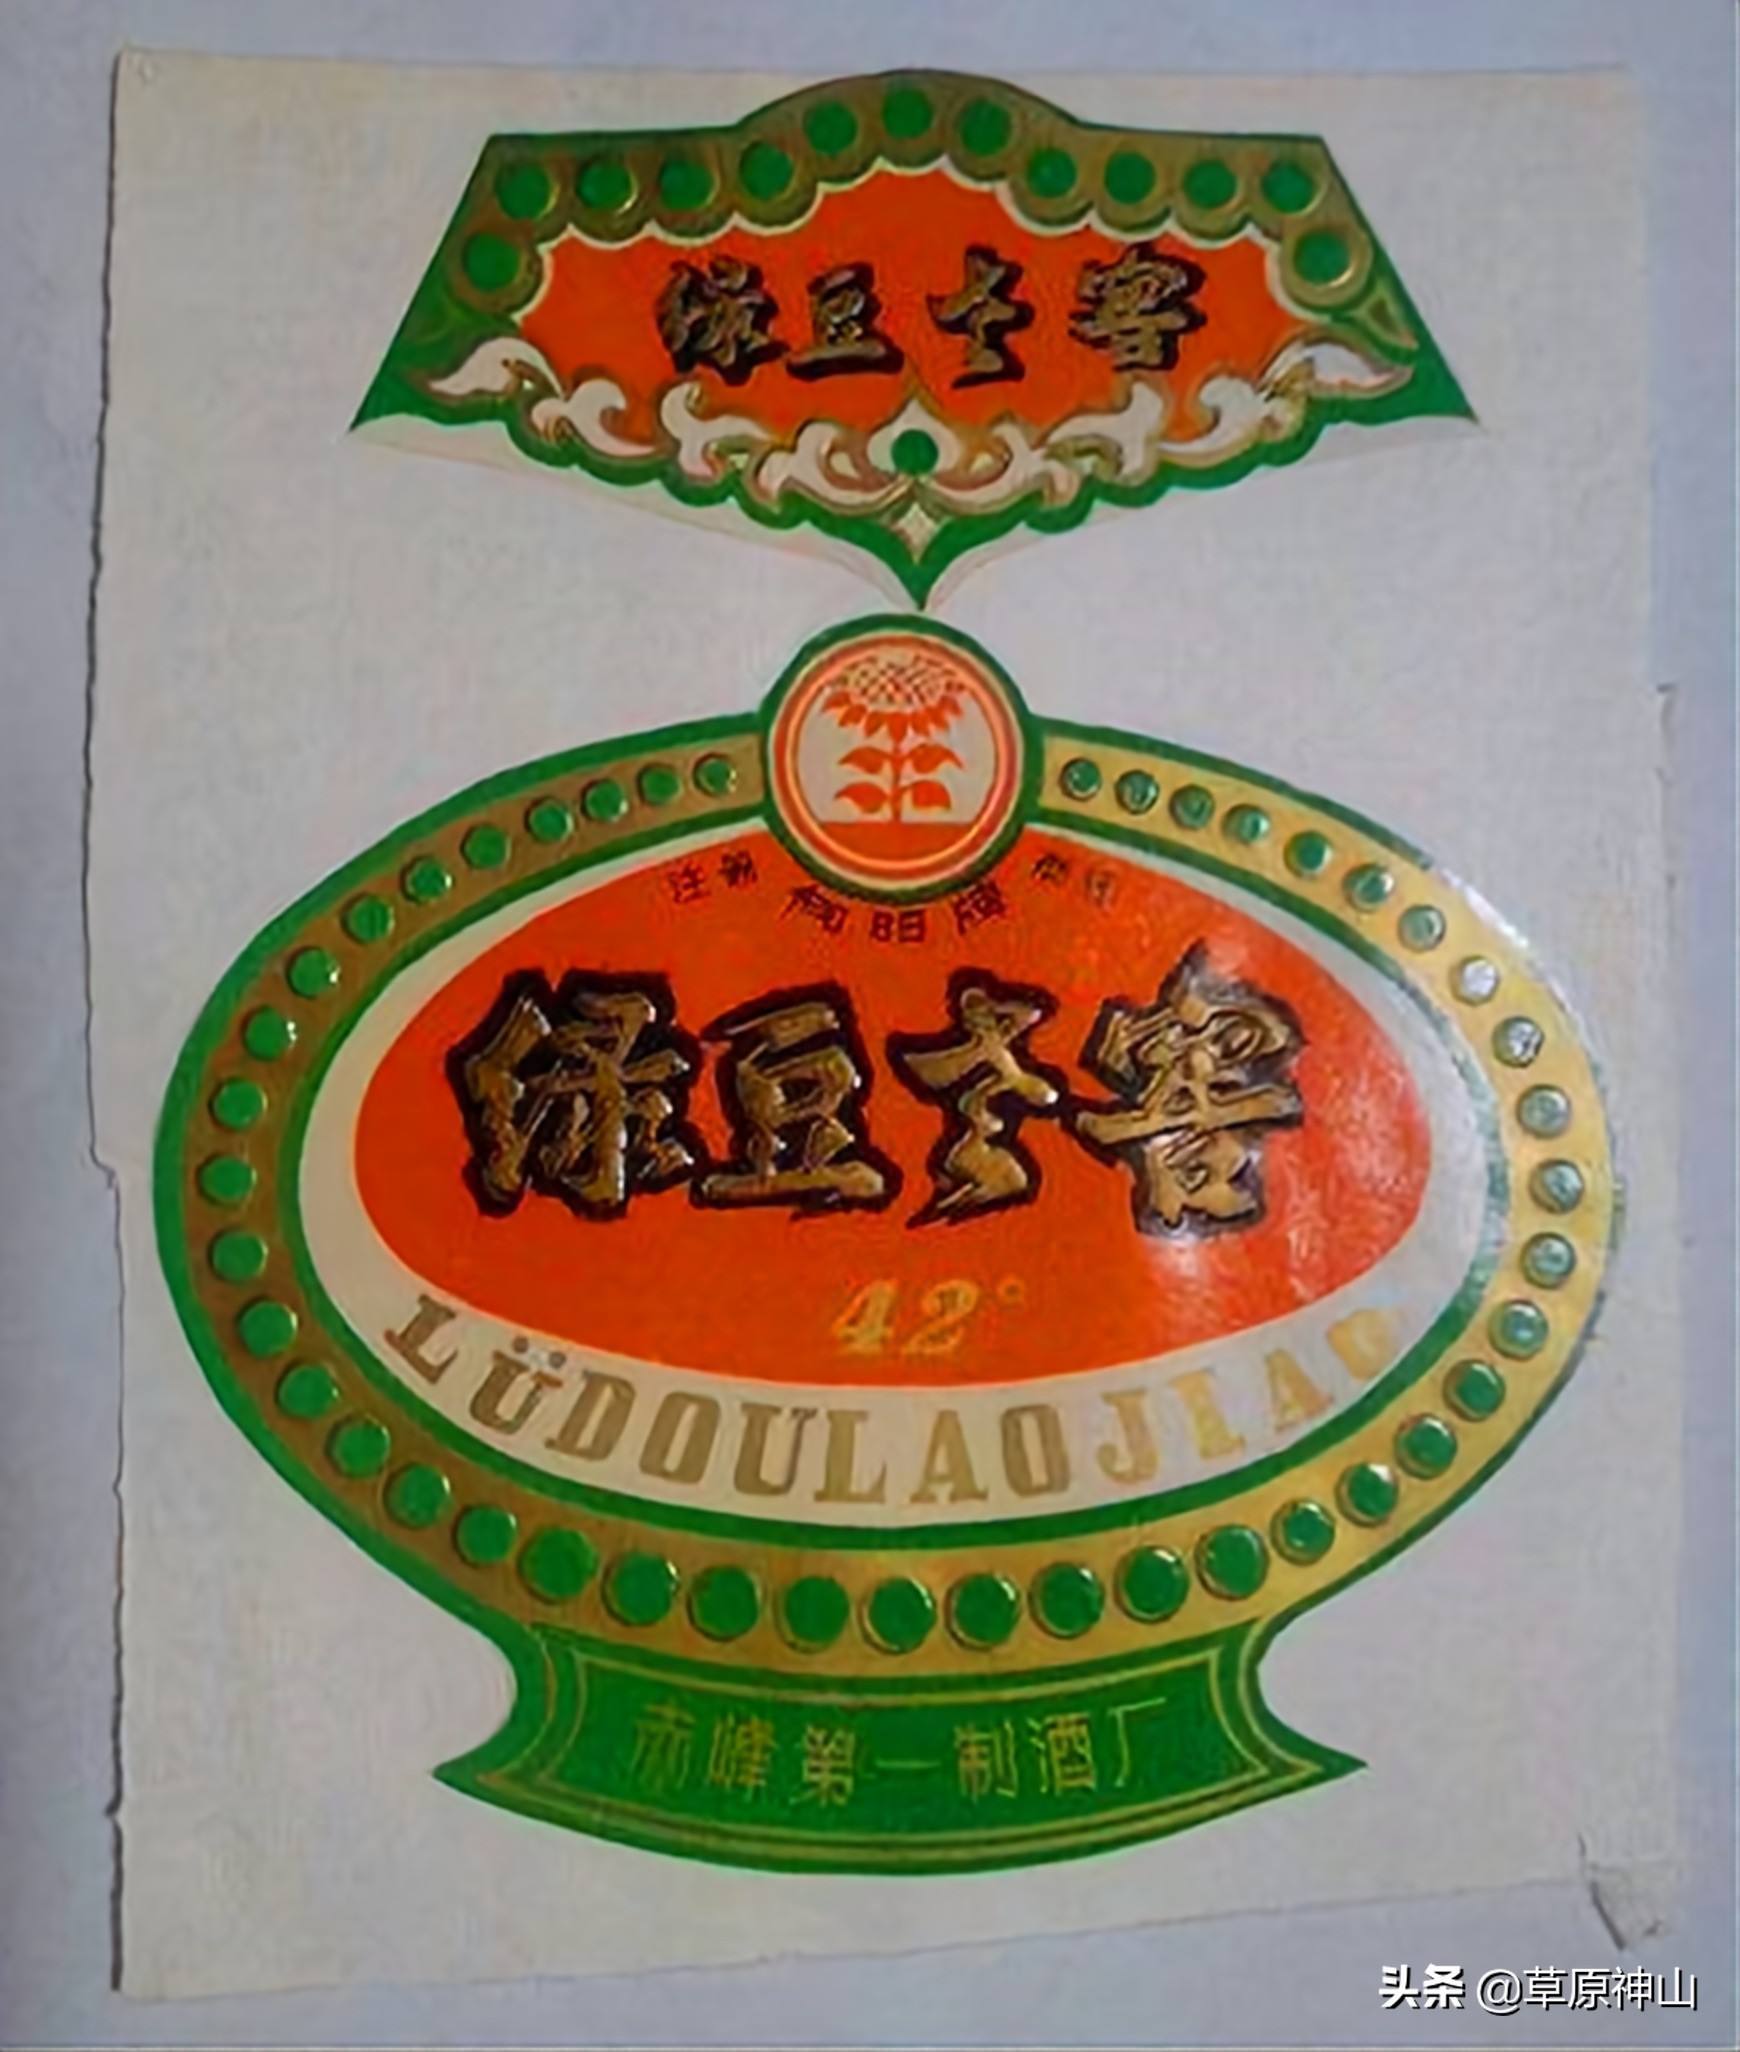 绿豆老窖
注册 向阳牌 商标
绿豆老窖
42°
LÜDOULAOJIAO
赤峰第一制酒厂
头条 @草原神山